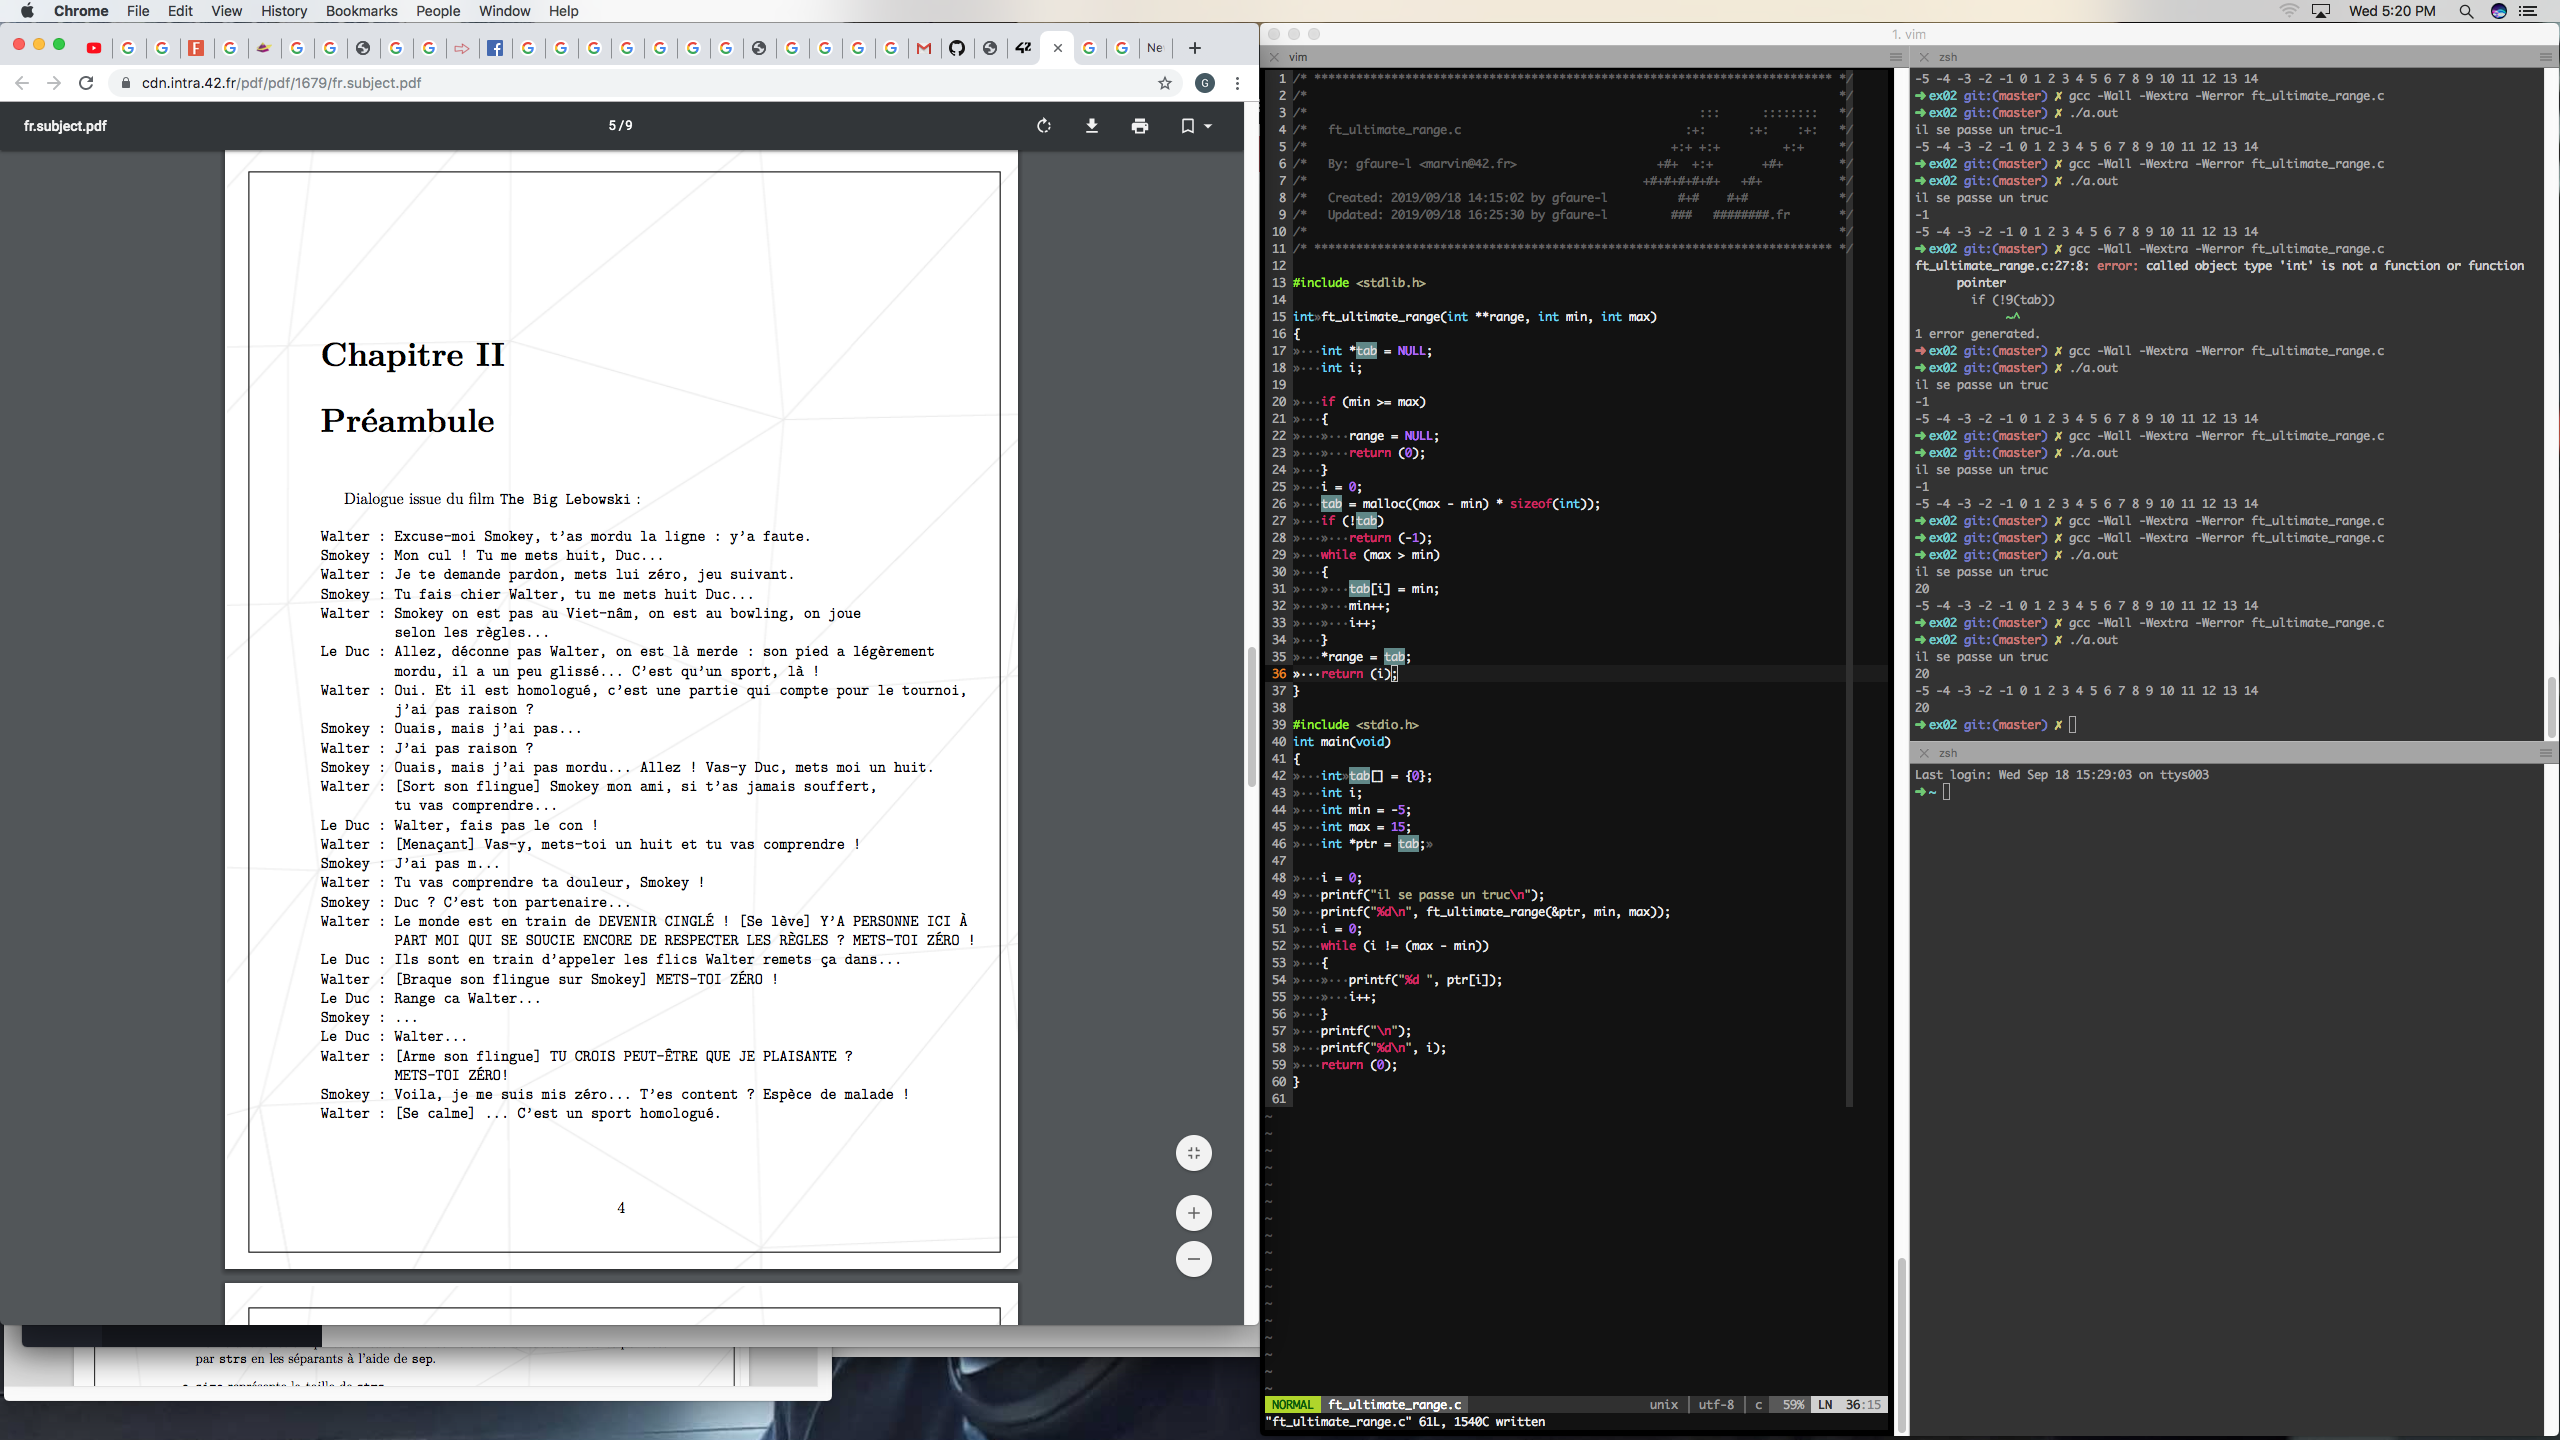 Chrome File Edit View History Bookmarks People Window Help
Wed 5:20 PM
Ne
cdn.intra.42.fr/pdf/pdf/1679/fr.subject.pdf
fr.subject.pdf
5/9
Chapitre II
Préambule
Dialogue issue du film The Big Lebowski :
Walter : Excuse-moi Smokey, t'as mordu la ligne : y'a faute.
Smokey : Mon cul ! Tu me mets huit, Duc...
Walter : Je te demande pardon, mets lui zéro, jeu suivant.
Smokey : Tu fais chier Walter, tu me mets huit Duc...
Walter : Smokey on est pas au Viet-nâm, on est au bowling, on joue
selon les règles...
Le Duc : Allez, déconne pas Walter, on est là merde : son pied a légèrement
mordu, il a un peu glissé... C'est qu'un sport, là !
Walter : Oui. Et il est homologué, c'est une partie qui compte pour le tournoi,
j'ai pas raison ?
Smokey : Ouais, mais j'ai pas...
Walter : J'ai pas raison ?
Smokey : Ouais, mais j'ai pas mordu... Allez ! Vas-y Duc, mets moi un huit.
Walter : [Sort son flingue] Smokey mon ami, si t'as jamais souffert,
tu vas comprendre...
Le Duc : Walter, fais pas le con !
Walter : [Menaçant] Vas-y, mets-toi un huit et tu vas comprendre !
Smokey : J'ai pas m...
Walter : Tu vas comprendre ta douleur, Smokey !
Smokey : Duc ? C'est ton partenaire...
Walter : Le monde est en train de DEVENIR CINGLÉ ! [Se lève] Y'A PERSONNE ICI À
PART MOI QUI SE SOUCIE ENCORE DE RESPECTER LES RÈGLES ? METS-TOI ZÉRO !
Le Duc : Ils sont en train d'appeler les flics Walter remets ça dans...
Walter : [Braque son flingue sur Smokey] METS-TOI ZÉRO !
Le Duc : Range ca Walter...
Smokey : ...
Le Duc : Walter...
Walter : [Arme son flingue] TU CROIS PEUT-ÊTRE QUE JE PLAISANTE ?
METS-TOI ZÉRO!
Smokey : Voila, je me suis mis zéro... T'es content ? Espèce de malade !
Walter : [Se calme] ... C'est un sport homologué.
4
par strs en les séparants à l'aide de sep.
1. vim
vim
1 /* ************************************************************************** */
2 /* */
3 /* ::: :::::::: */
4 /* ft_ultimate_range.c :+: :+: :+: */
5 /* +:+ +:+ +:+ */
6 /* By: gfaure-l <marvin@42.fr> +#+ +:+ +#+ */
7 /* +#+#+#+#+#+ +#+ */
8 /* Created: 2019/09/18 14:15:02 by gfaure-l #+# #+# */
9 /* Updated: 2019/09/18 16:25:30 by gfaure-l ### ########.fr */
10 /* */
11 /* ************************************************************************** */
12
13 #include <stdlib.h>
14
15 int»ft_ultimate_range(int **range, int min, int max)
16 {
17 »···int *tab = NULL;
18 »···int i;
19
20 »···if (min >= max)
21 »···{
22 »···»···range = NULL;
23 »···»···return (0);
24 »···}
25 »···i = 0;
26 »···tab = malloc((max - min) * sizeof(int));
27 »···if (!tab)
28 »···»···return (-1);
29 »···while (max > min)
30 »···{
31 »···»···tab[i] = min;
32 »···»···min++;
33 »···»···i++;
34 »···}
35 »···*range = tab;
36 »···return (i);
37 }
38
39 #include <stdio.h>
40 int main(void)
41 {
42 »···int»tab[] = {0};
43 »···int i;
44 »···int min = -5;
45 »···int max = 15;
46 »···int *ptr = tab;»
47
48 »···i = 0;
49 »···printf("il se passe un truc\n");
50 »···printf("%d\n", ft_ultimate_range(&ptr, min, max));
51 »···i = 0;
52 »···while (i != (max - min))
53 »···{
54 »···»···printf("%d ", ptr[i]);
55 »···»···i++;
56 »···}
57 »···printf("\n");
58 »···printf("%d\n", i);
59 »···return (0);
60 }
61
NORMAL ft_ultimate_range.c unix | utf-8 | c 59% LN 36:15
"ft_ultimate_range.c" 61L, 1540C written
zsh
-5 -4 -3 -2 -1 0 1 2 3 4 5 6 7 8 9 10 11 12 13 14
➜ ex02 git:(master) ✗ gcc -Wall -Wextra -Werror ft_ultimate_range.c
➜ ex02 git:(master) ✗ ./a.out
il se passe un truc-1
-5 -4 -3 -2 -1 0 1 2 3 4 5 6 7 8 9 10 11 12 13 14
➜ ex02 git:(master) ✗ gcc -Wall -Wextra -Werror ft_ultimate_range.c
➜ ex02 git:(master) ✗ ./a.out
il se passe un truc
-1
-5 -4 -3 -2 -1 0 1 2 3 4 5 6 7 8 9 10 11 12 13 14
➜ ex02 git:(master) ✗ gcc -Wall -Wextra -Werror ft_ultimate_range.c
ft_ultimate_range.c:27:8: error: called object type 'int' is not a function or function
pointer
if (!9(tab))
~^
1 error generated.
➜ ex02 git:(master) ✗ gcc -Wall -Wextra -Werror ft_ultimate_range.c
➜ ex02 git:(master) ✗ ./a.out
il se passe un truc
-1
-5 -4 -3 -2 -1 0 1 2 3 4 5 6 7 8 9 10 11 12 13 14
➜ ex02 git:(master) ✗ gcc -Wall -Wextra -Werror ft_ultimate_range.c
➜ ex02 git:(master) ✗ ./a.out
il se passe un truc
-1
-5 -4 -3 -2 -1 0 1 2 3 4 5 6 7 8 9 10 11 12 13 14
➜ ex02 git:(master) ✗ gcc -Wall -Wextra -Werror ft_ultimate_range.c
➜ ex02 git:(master) ✗ gcc -Wall -Wextra -Werror ft_ultimate_range.c
➜ ex02 git:(master) ✗ ./a.out
il se passe un truc
20
-5 -4 -3 -2 -1 0 1 2 3 4 5 6 7 8 9 10 11 12 13 14
➜ ex02 git:(master) ✗ gcc -Wall -Wextra -Werror ft_ultimate_range.c
➜ ex02 git:(master) ✗ ./a.out
il se passe un truc
20
-5 -4 -3 -2 -1 0 1 2 3 4 5 6 7 8 9 10 11 12 13 14
20
➜ ex02 git:(master) ✗
zsh
Last login: Wed Sep 18 15:29:03 on ttys003
➜ ~